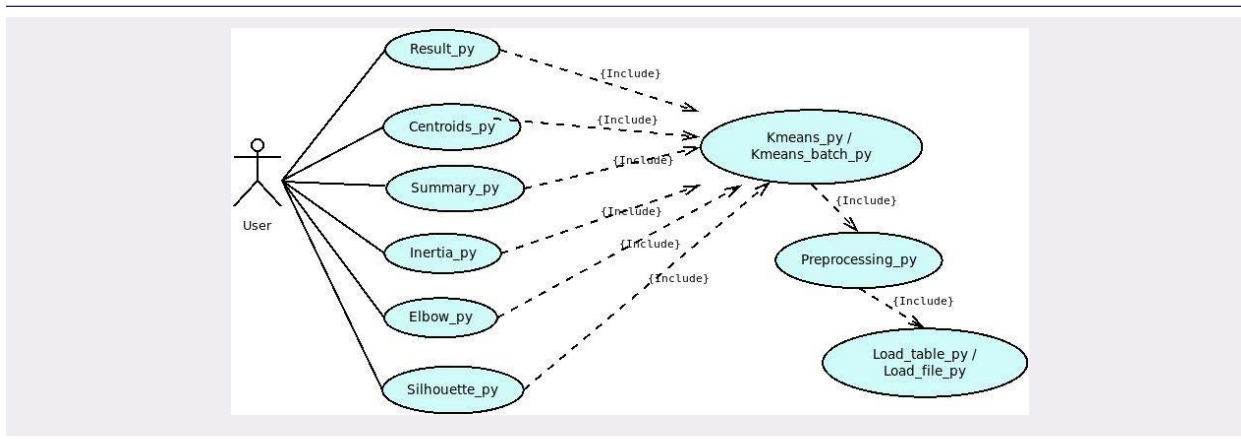 Result_py
{Include}
Centroids_py
{Include}
Kmeans_py /
Kmeans_batch_py
Summary_py
{Include}
User
Inertia_py
{Include}
{Include}
Preprocessing_py
Elbow_py
{Include}
{Include}
{Include}
Load_table_py /
Load_file_py
Silhouette_py